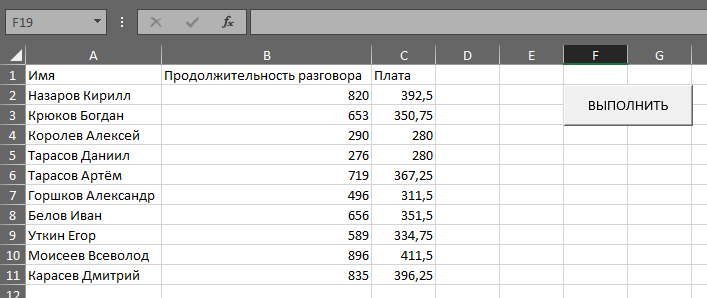 F19 fx
A B C D E F G
1 Имя Продолжительность разговора Плата
2 Назаров Кирилл 820 392,5
ВЫПОЛНИТЬ
3 Крюков Богдан 653 350,75
4 Королев Алексей 290 280
5 Тарасов Даниил 276 280
6 Тарасов Артём 719 367,25
7 Горшков Александр 496 311,5
8 Белов Иван 656 351,5
9 Уткин Егор 589 334,75
10 Моисеев Всеволод 896 411,5
11 Карасев Дмитрий 835 396,25
12